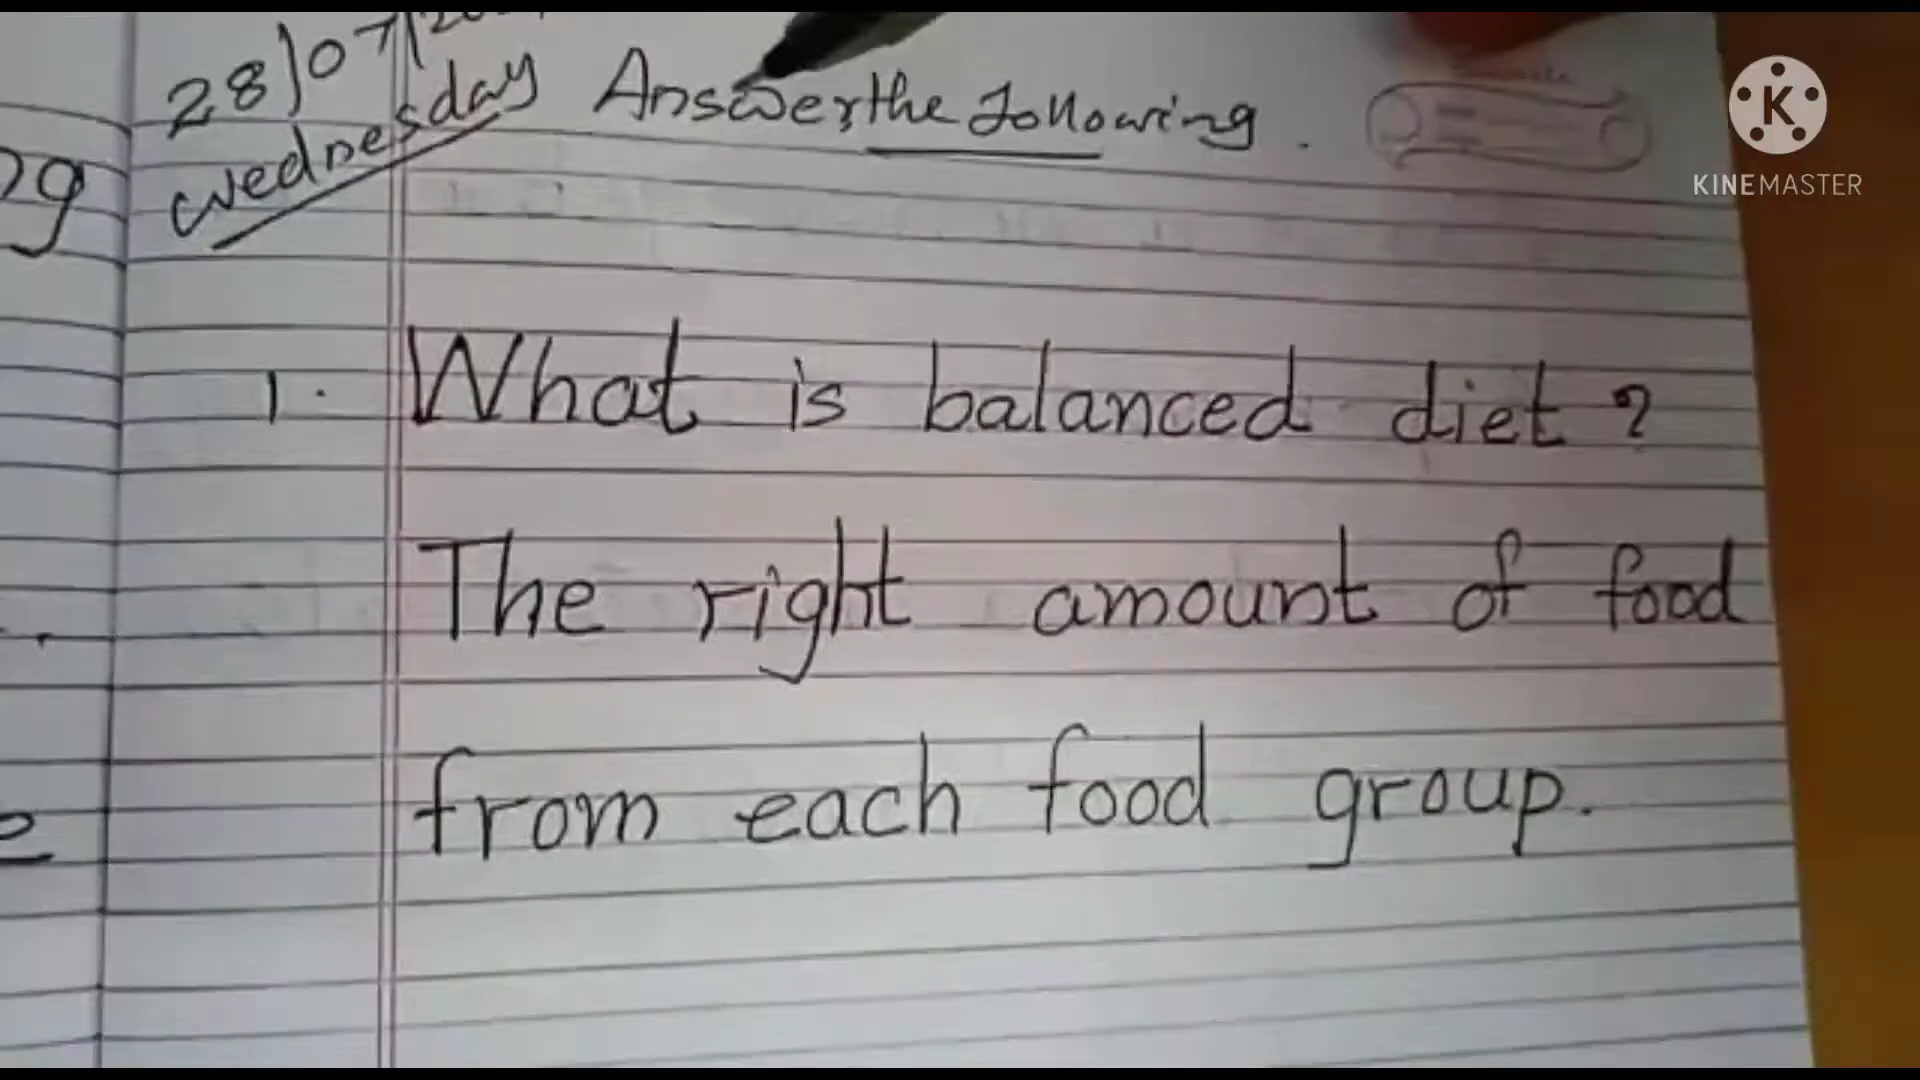 28/07/20
Wednesday
Answer the following.
1. What is balanced diet?
The right amount of food
from each food group.
KINEMASTER